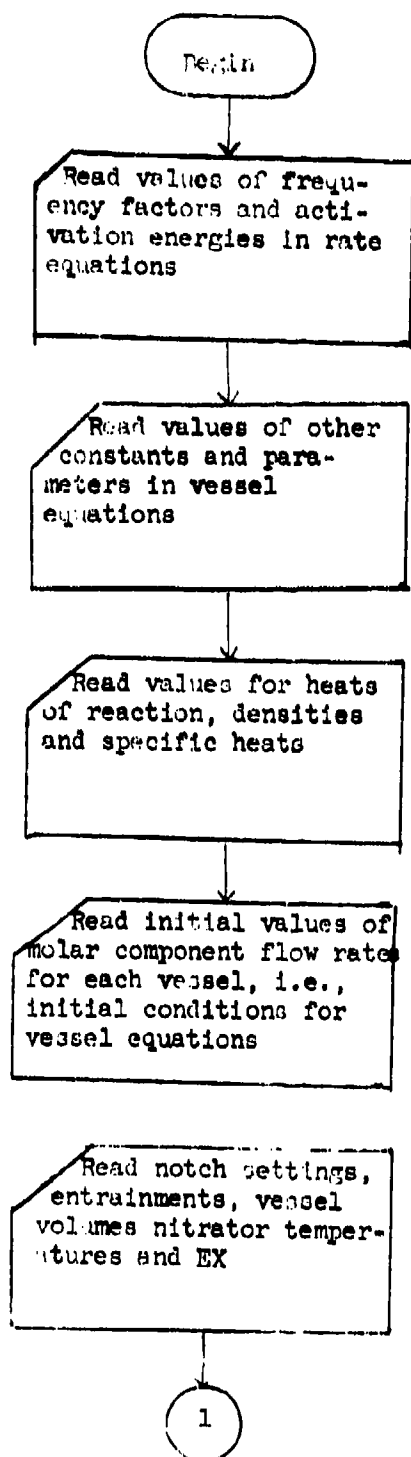 Begin
Read values of frequ-
ency factors and acti-
vation energies in rate
equations
Read values of other
constants and para-
meters in vessel
equations
Read values for heats
of reaction, densities
and specific heats
Read initial values of
molar component flow rates
for each vessel, i.e.,
initial conditions for
vessel equations
Read notch settings,
entrainments, vessel
volumes nitrator temper-
atures and EX
1